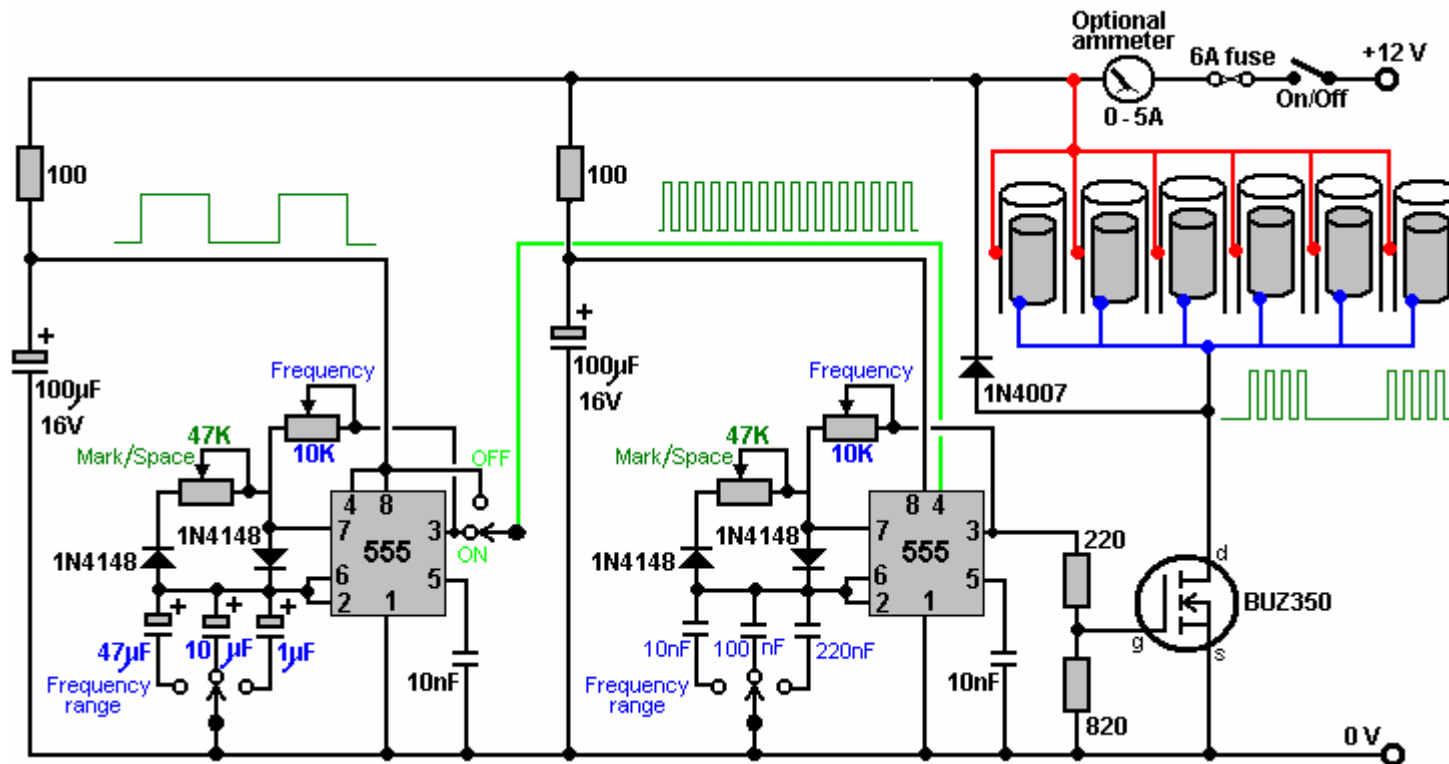 Optional
ammeter
6A fuse
+12 V
On/Off
0 - 5A
100
100
+
100µF
16V
+
100µF
16V
1N4007
Frequency
10K
47K
Mark/Space
OFF
ON
4 8
7
3
555
6
5
2 1
1N4148
1N4148
+ + +
47µF
10 µF
1µF
Frequency
range
10nF
Frequency
10K
47K
Mark/Space
8 4
7
3
555
6
5
2 1
1N4148
1N4148
10nF
100 nF
220nF
Frequency
range
10nF
220
820
d
g
s
BUZ350
0 V